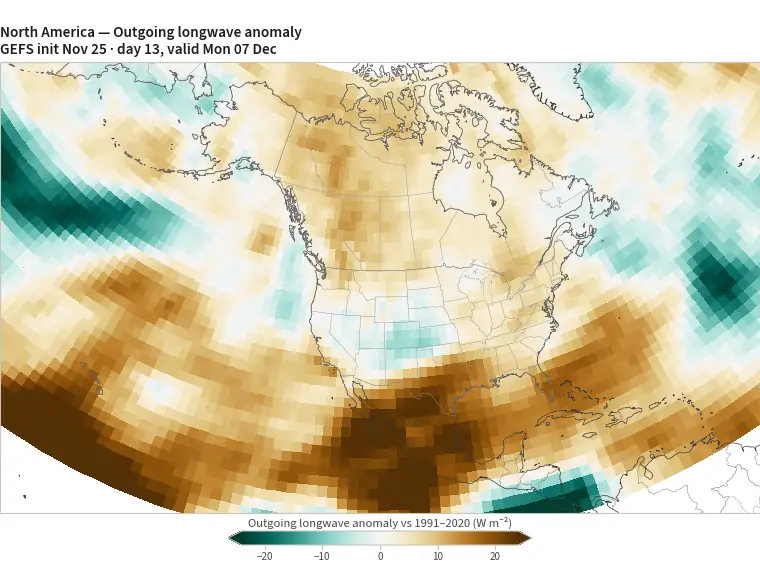 North America — Outgoing longwave anomaly
GEFS init Nov 25 · day 13, valid Mon 07 Dec
Outgoing longwave anomaly vs 1991–2020 (W m⁻²)
−20 −10 0 10 20